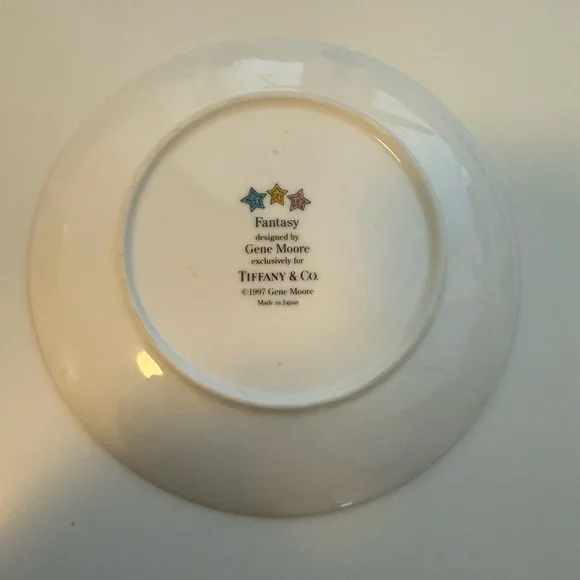 Fantasy
designed by
Gene Moore
exclusively for
TIFFANY & CO.
©1997 Gene Moore
Made in Japan